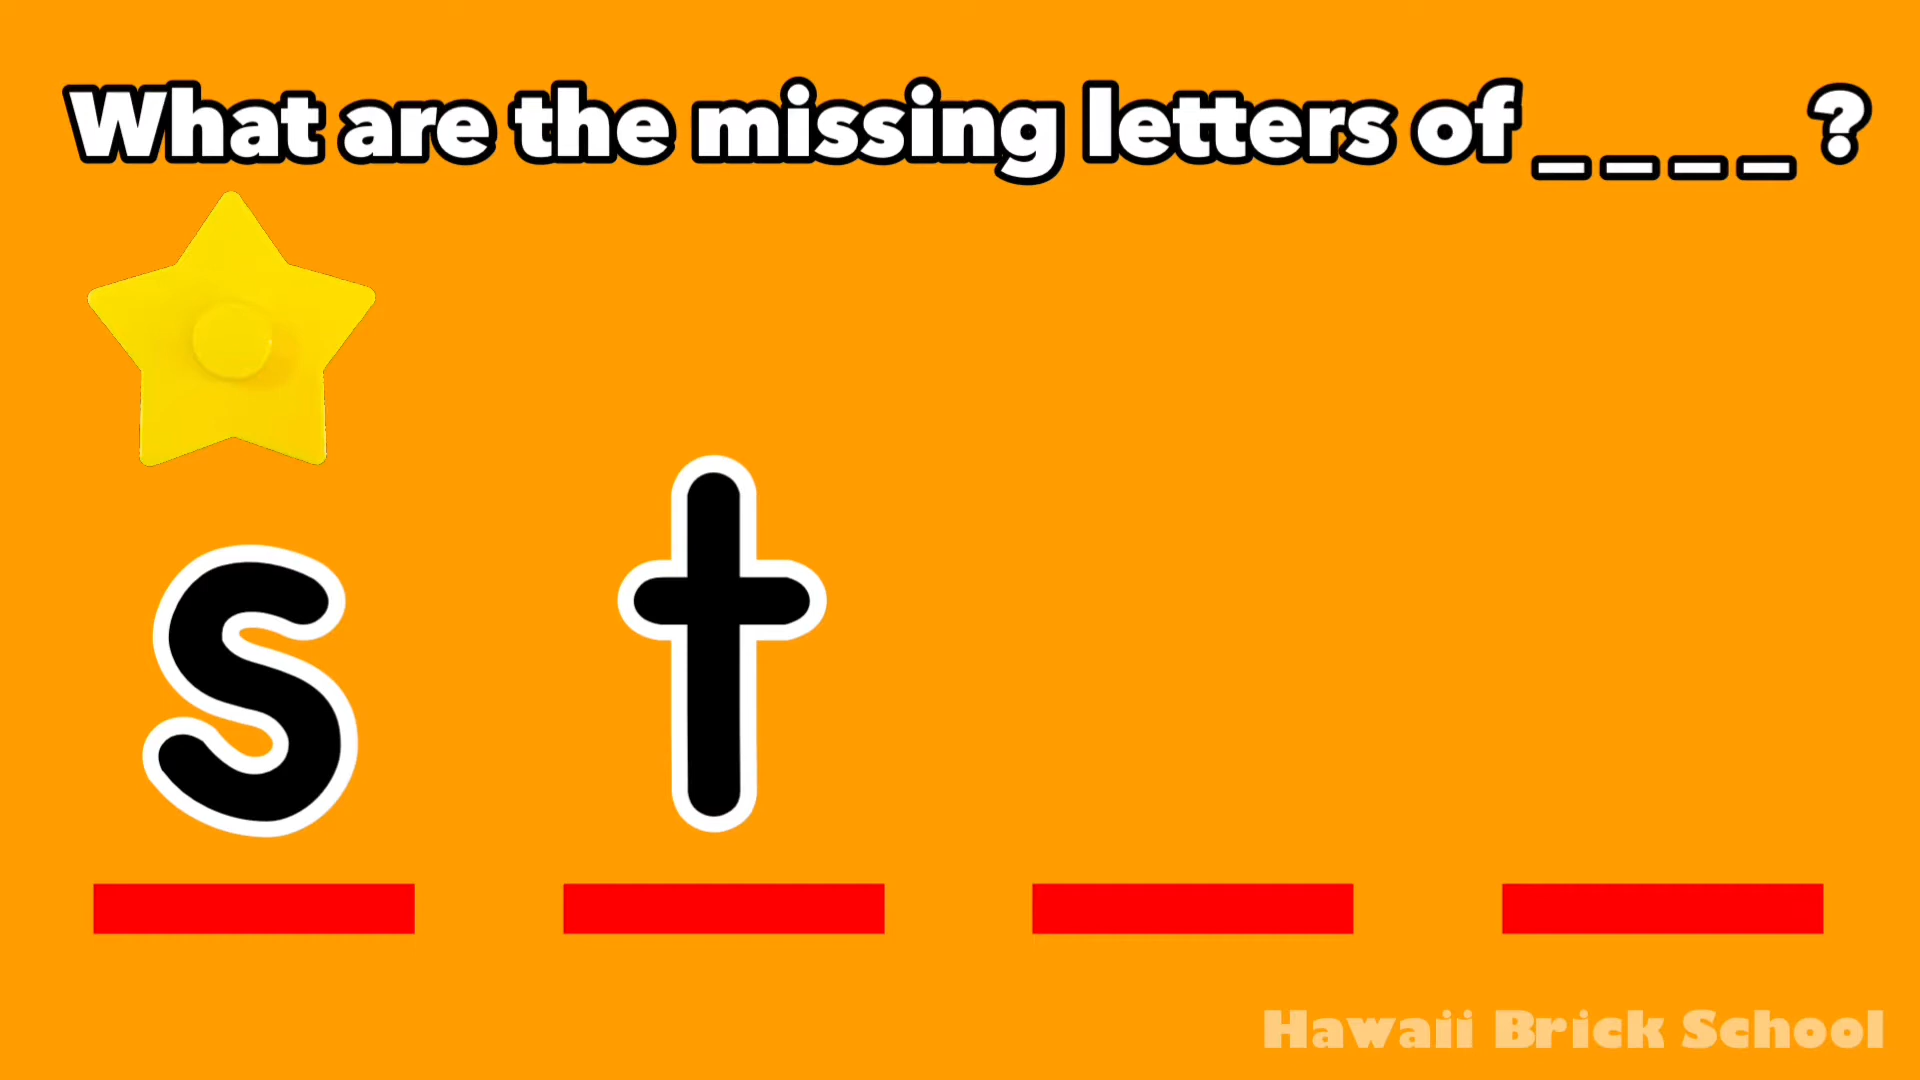 What are the missing letters of _ _ _ _ ?
s t
Hawaii Brick School